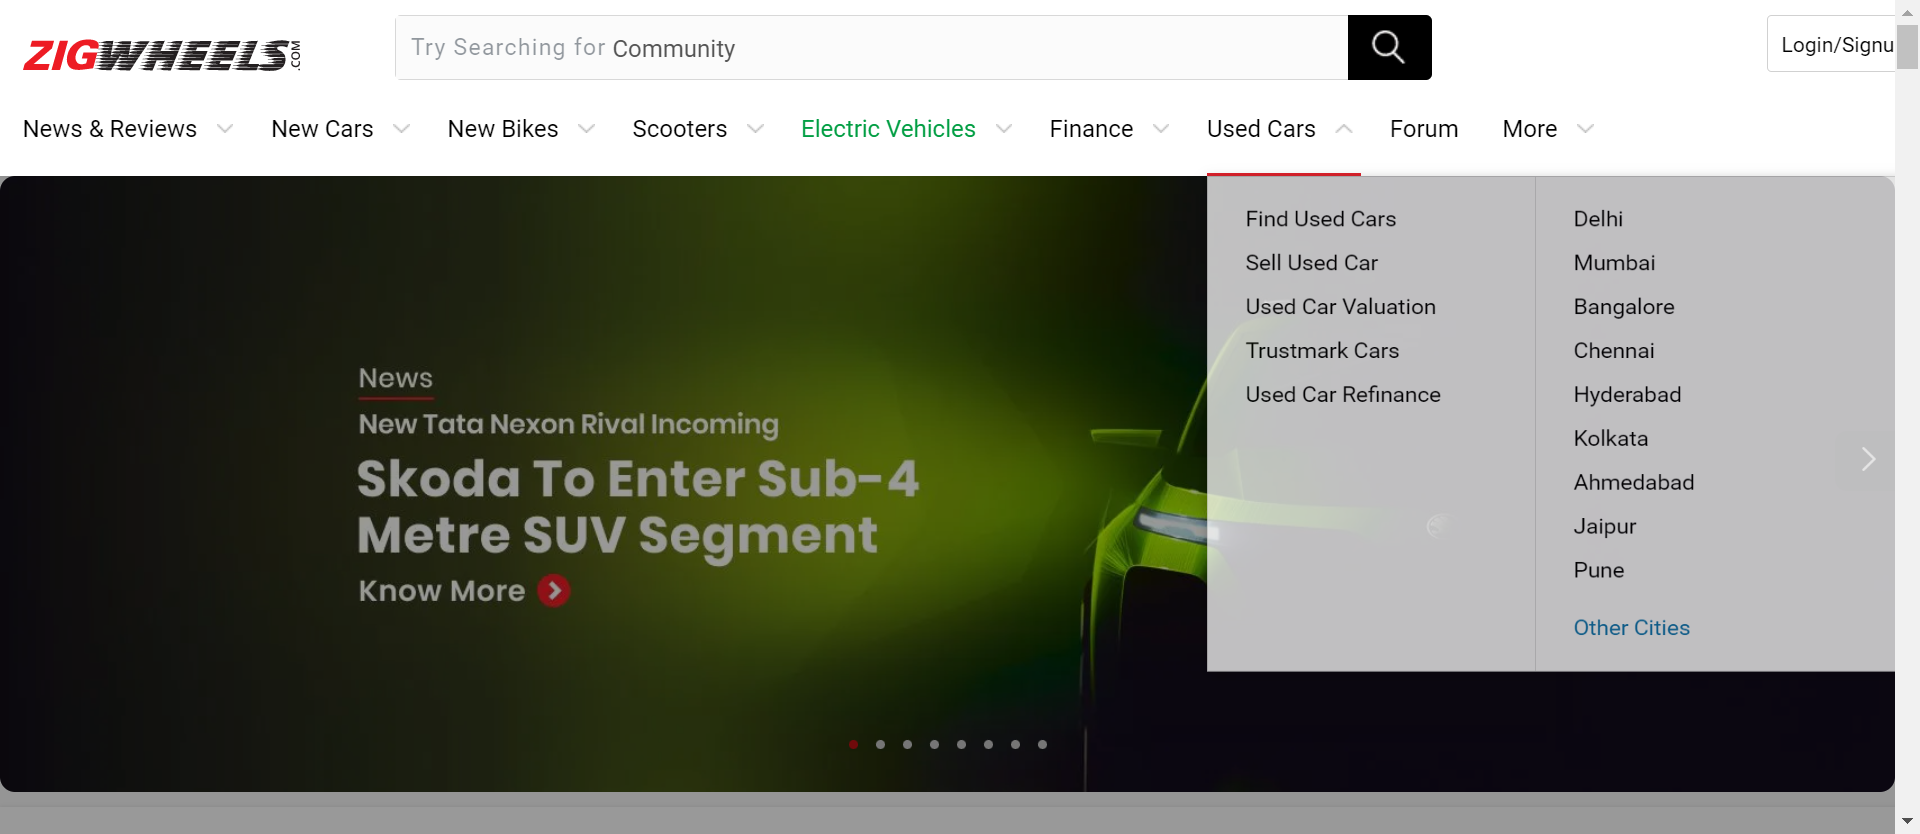 ZIGWHEELS.COM
Try Searching for Community
Login/Signu
News & Reviews
New Cars
New Bikes
Scooters
Electric Vehicles
Finance
Used Cars
Forum
More
Find Used Cars
Sell Used Car
Used Car Valuation
Trustmark Cars
Used Car Refinance
Delhi
Mumbai
Bangalore
Chennai
Hyderabad
Kolkata
Ahmedabad
Jaipur
Pune
Other Cities
News
New Tata Nexon Rival Incoming
Skoda To Enter Sub-4
Metre SUV Segment
Know More